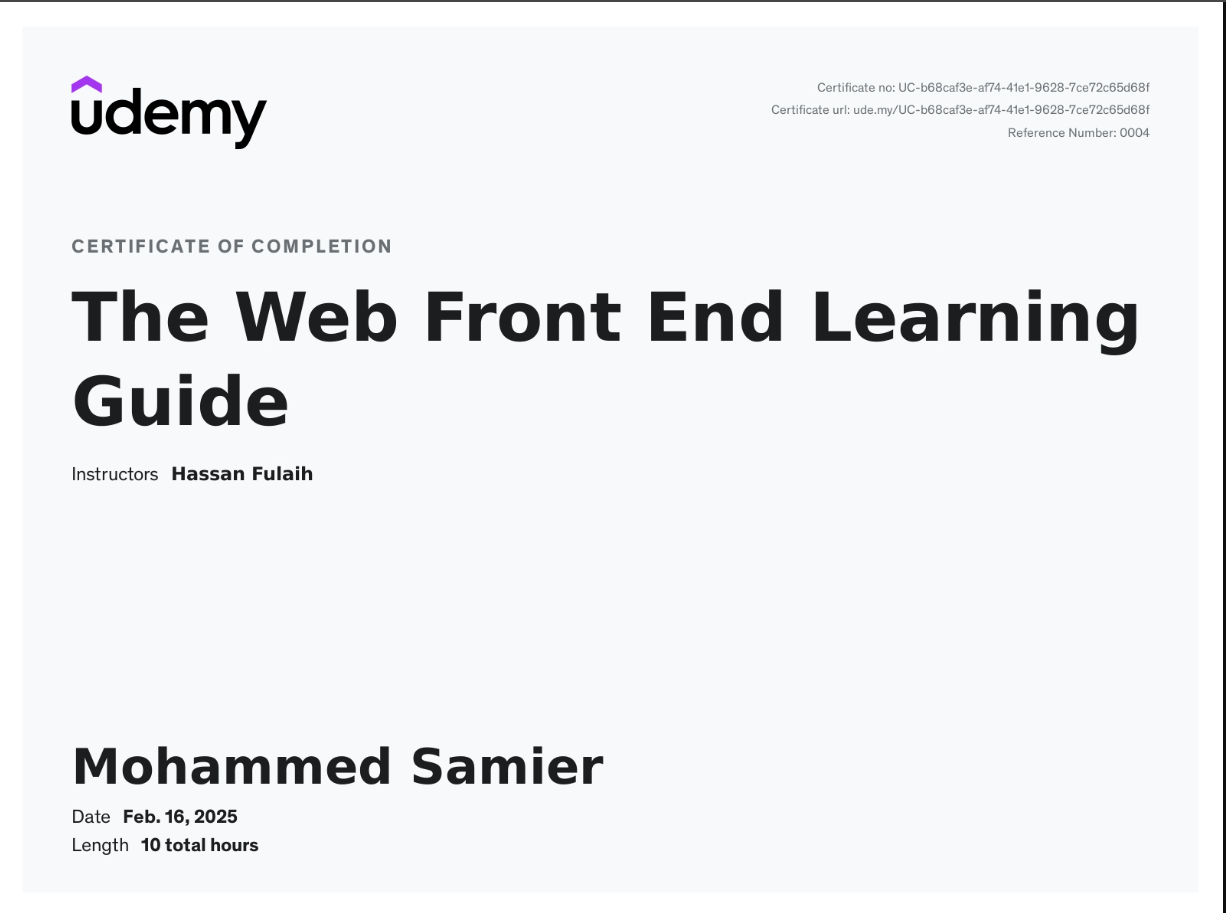 udemy
Certificate no: UC-b68caf3e-af74-41e1-9628-7ce72c65d68f
Certificate url: ude.my/UC-b68caf3e-af74-41e1-9628-7ce72c65d68f
Reference Number: 0004
CERTIFICATE OF COMPLETION
The Web Front End Learning
Guide
Instructors Hassan Fulaih
Mohammed Samier
Date Feb. 16, 2025
Length 10 total hours